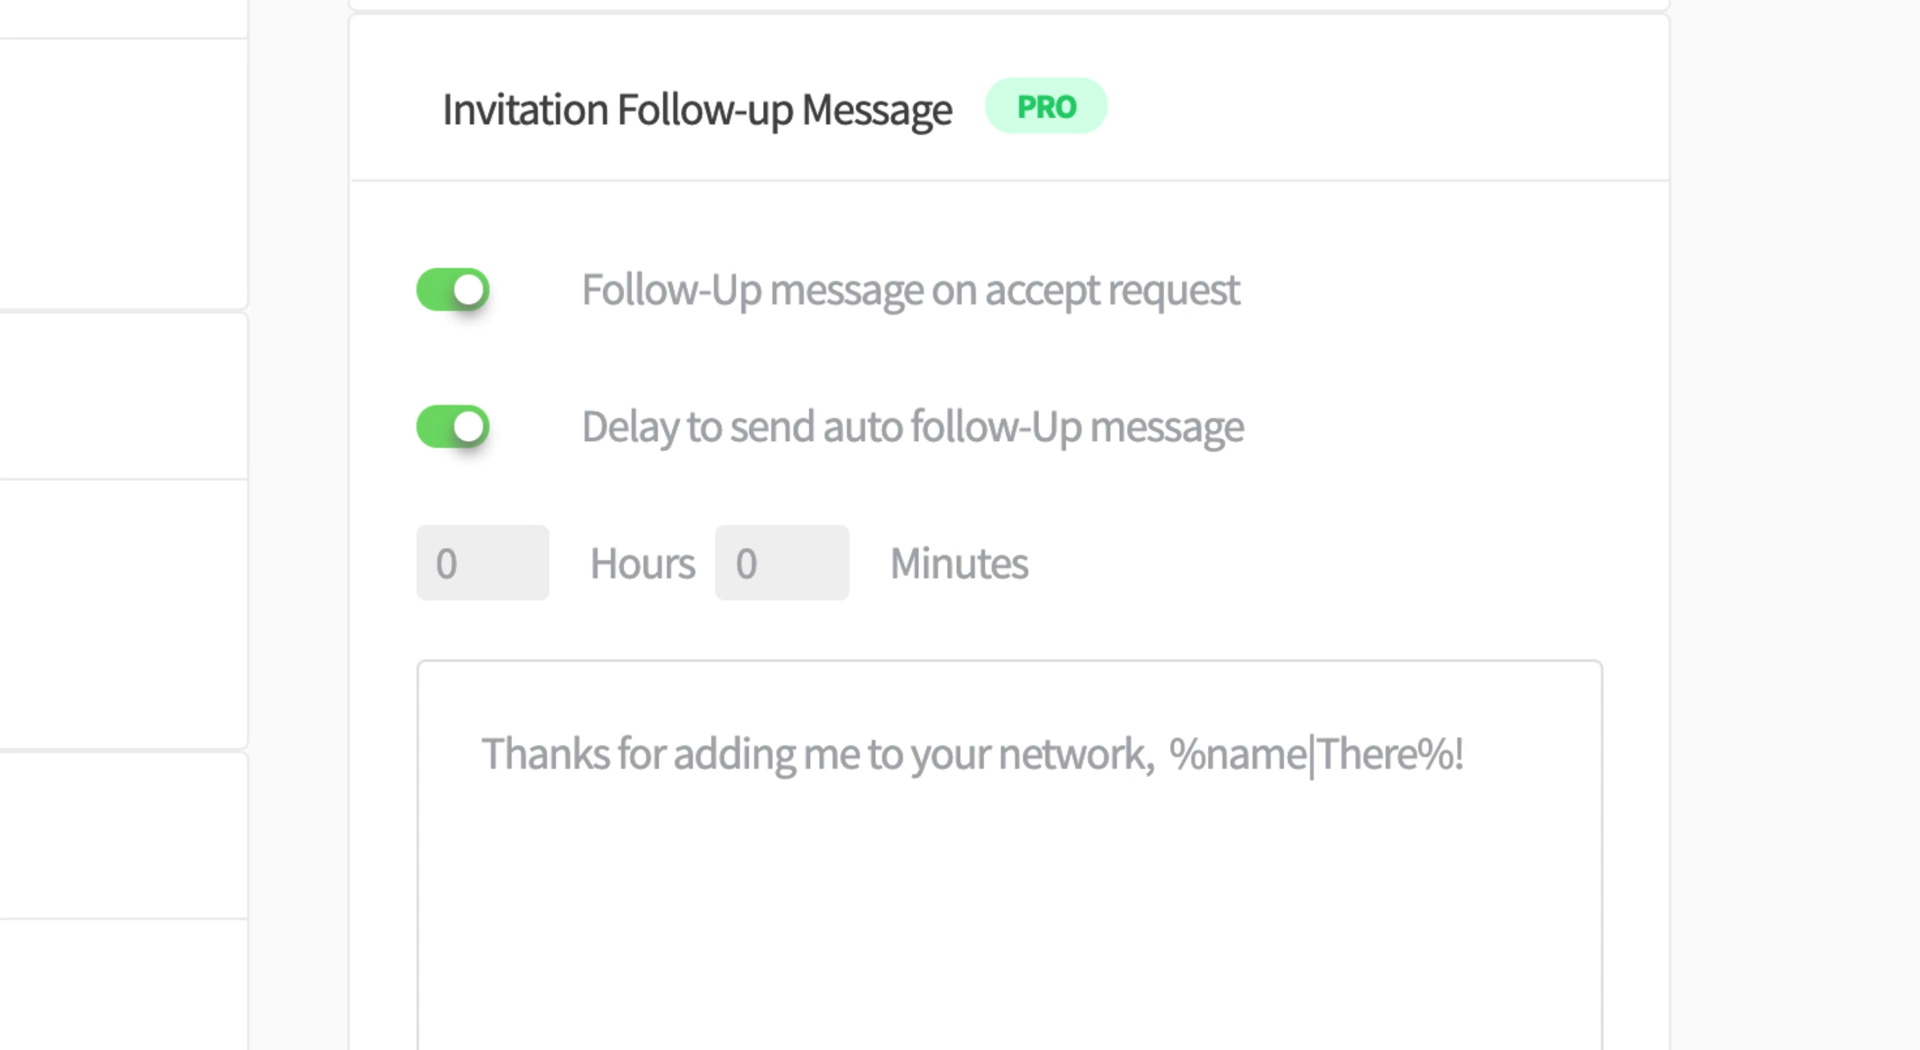 Invitation Follow-up Message PRO
Follow-Up message on accept request
Delay to send auto follow-Up message
0 Hours 0 Minutes
Thanks for adding me to your network, %name|There%!